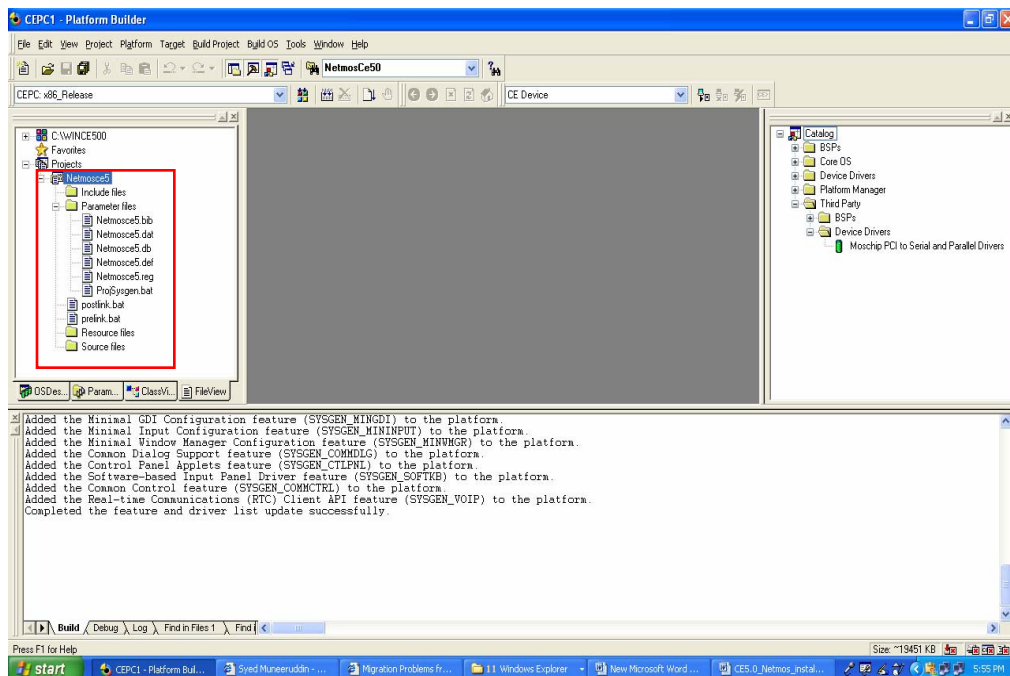 CEPC1 - Platform Builder
File Edit View Project Platform Target Build Project Build OS Tools Window Help
NetmosCe50
CEPC: x86_Release
CE Device
C:\WINCE500
Favorites
Projects
Netmosce5
Include files
Parameter files
Netmosce5.bib
Netmosce5.dat
Netmosce5.db
Netmosce5.def
Netmosce5.reg
ProjSysgen.bat
postlink.bat
prelink.bat
Resource files
Source files
OSDes... Param... ClassVi... FileView
Catalog
BSPs
Core OS
Device Drivers
Platform Manager
Third Party
BSPs
Device Drivers
Moschip PCI to Serial and Parallel Drivers
Added the Minimal GDI Configuration feature (SYSGEN_MINGDI) to the platform.
Added the Minimal Input Configuration feature (SYSGEN_MININPUT) to the platform.
Added the Minimal Window Manager Configuration feature (SYSGEN_MINWMGR) to the platform.
Added the Common Dialog Support feature (SYSGEN_COMMDLG) to the platform.
Added the Control Panel Applets feature (SYSGEN_CTLPNL) to the platform.
Added the Software-based Input Panel Driver feature (SYSGEN_SOFTKB) to the platform.
Added the Common Control feature (SYSGEN_COMMCTRL) to the platform.
Added the Real-time Communications (RTC) Client API feature (SYSGEN_VOIP) to the platform.
Completed the feature and driver list update successfully.
Build Debug Log Find in Files 1 Find i
Press F1 for Help
Size: ~19451 KB
start CEPC1 - Platform Buil... Syed Muneeruddin - ... Migration Problems fr... 11 Windows Explorer New Microsoft Word ... CE5.0_Netmos_instal... 5:55 PM